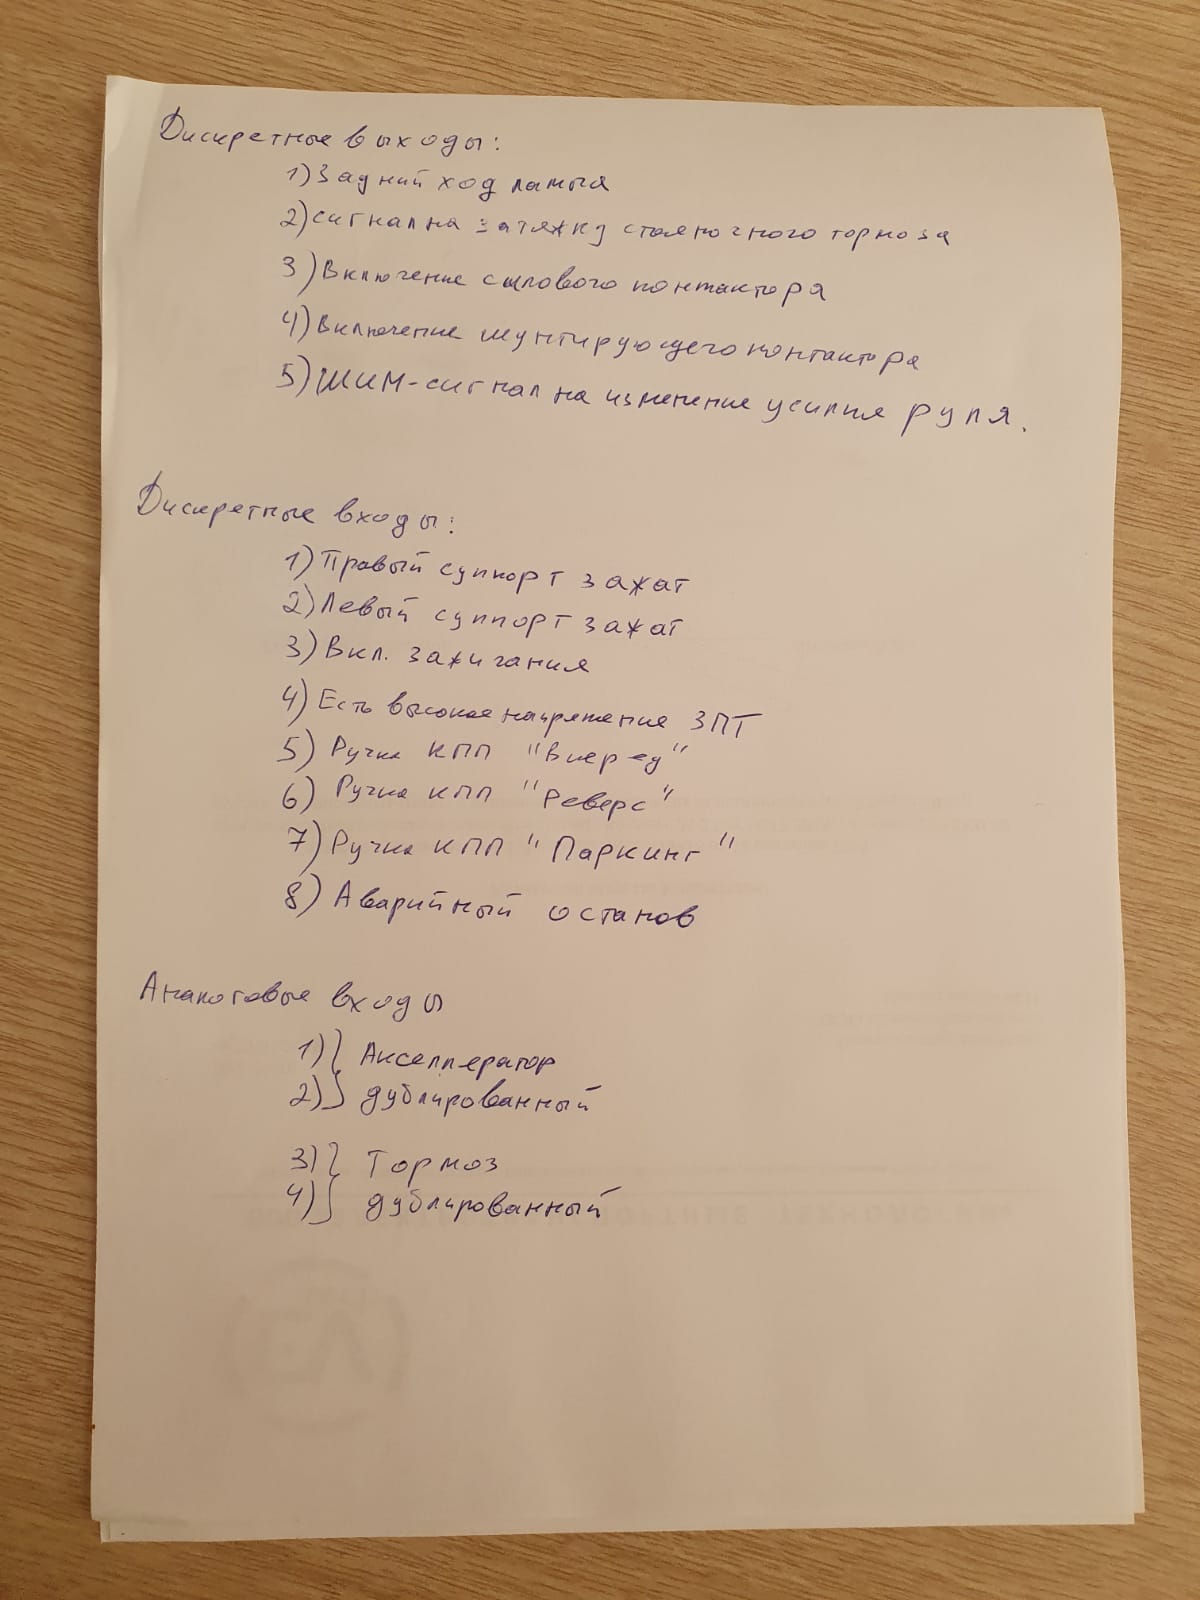 Дискретные выходы:
1) Задний ход лампа
2) сигнал на затяжку стояночного тормоза
3) Включение силового контактора
4) Включение шунтирующего контактора
5) ШИМ-сигнал на изменение усилия руля.
Дискретные входы:
1) Правый суппорт зажат
2) Левый суппорт зажат
3) Вкл. зажигания
4) Есть высокое напряжение ЗПТ
5) Ручка КПП "Вперед"
6) Ручка КПП "Реверс"
7) Ручка КПП "Паркинг"
8) Аварийный останов
Аналоговые входы
1) } Акселлератор
2) } дублированный
3) } Тормоз
4) } дублированный